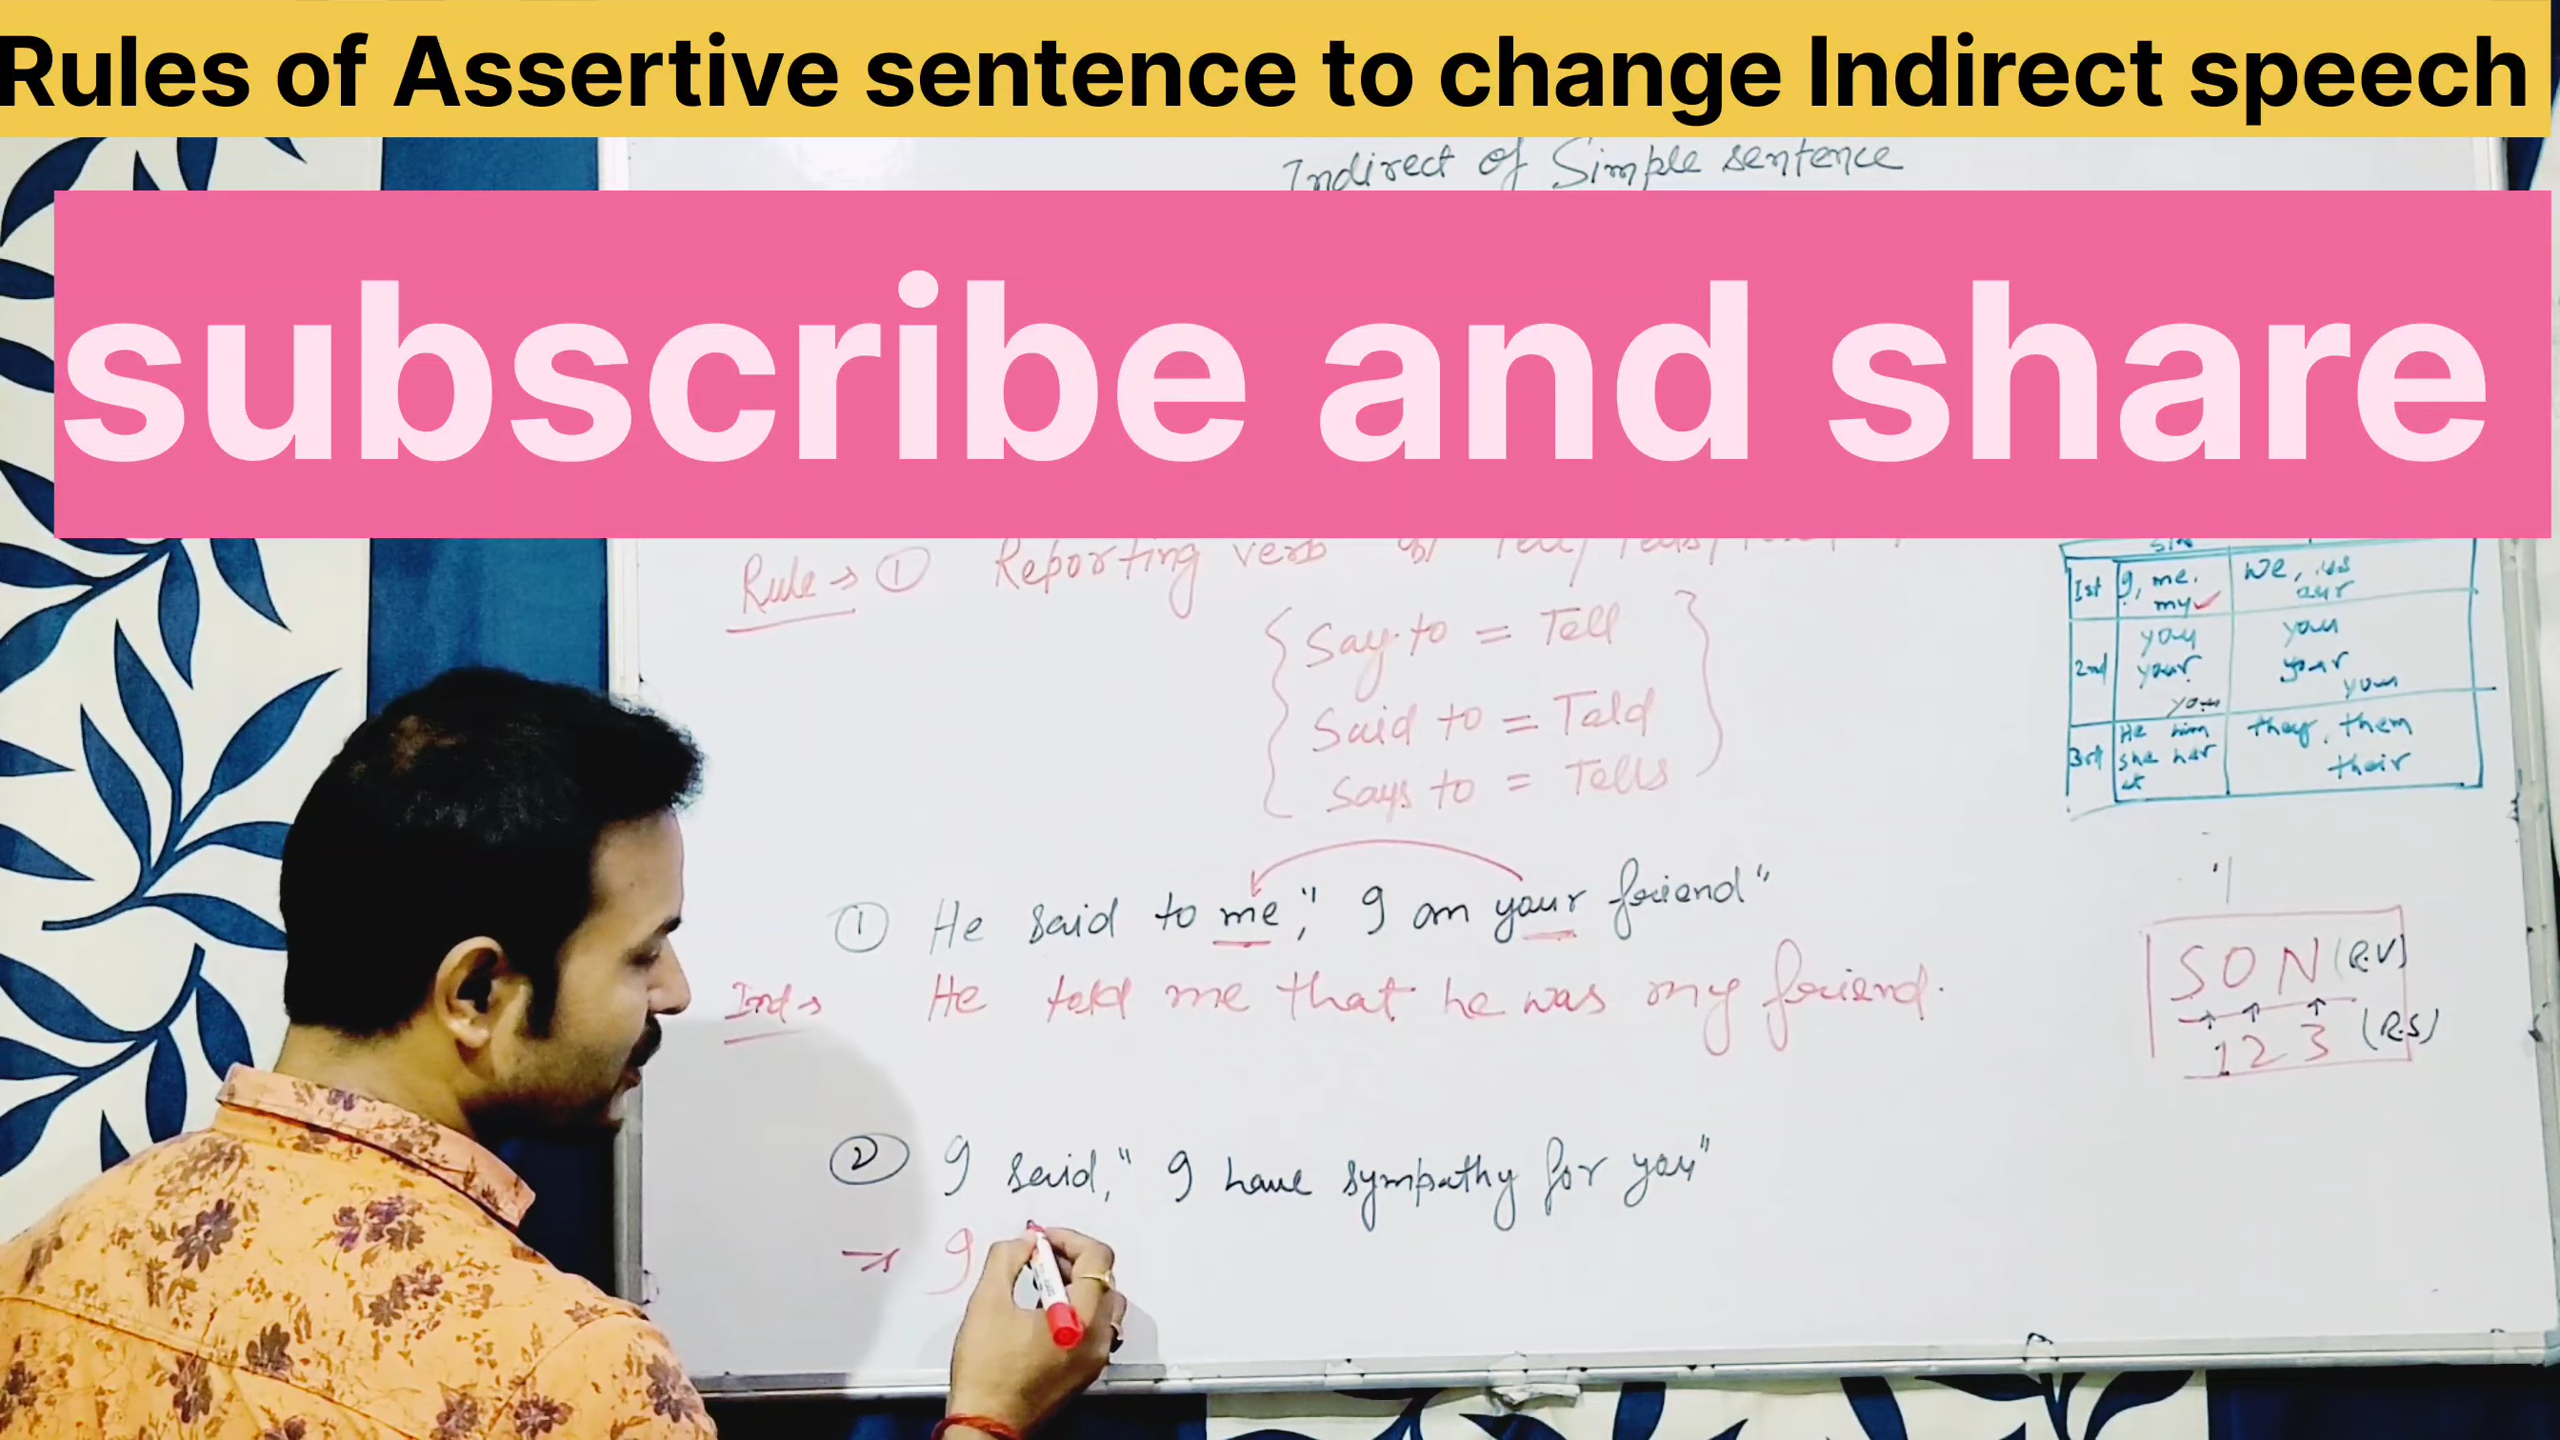 Rules of Assertive sentence to change Indirect speech
Indirect of Simple sentence
subscribe and share
Rule → ① Reporting verb
{ Say to = Tell }
Said to = Told
Says to = Tells
1st I, me, my ✓ We, us our
2nd you your you your
3rd He him she her it they, them their
① He said to me," I am your friend"
Ind → He told me that he was my friend.
S O N (R.V)
1 2 3 (R.S)
② I said," I have sympathy for you"
→ I